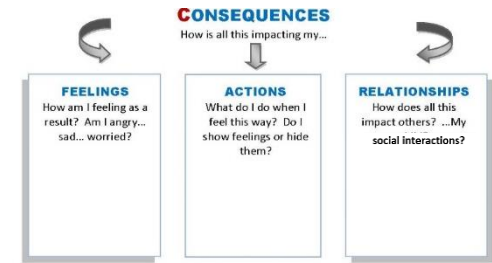 CONSEQUENCES
How is all this impacting my...
FEELINGS
How am I feeling as a
result? Am I angry...
sad... worried?
ACTIONS
What do I do when I
feel this way? Do I
show feelings or hide
them?
RELATIONSHIPS
How does all this
impact others? ...My
social interactions?